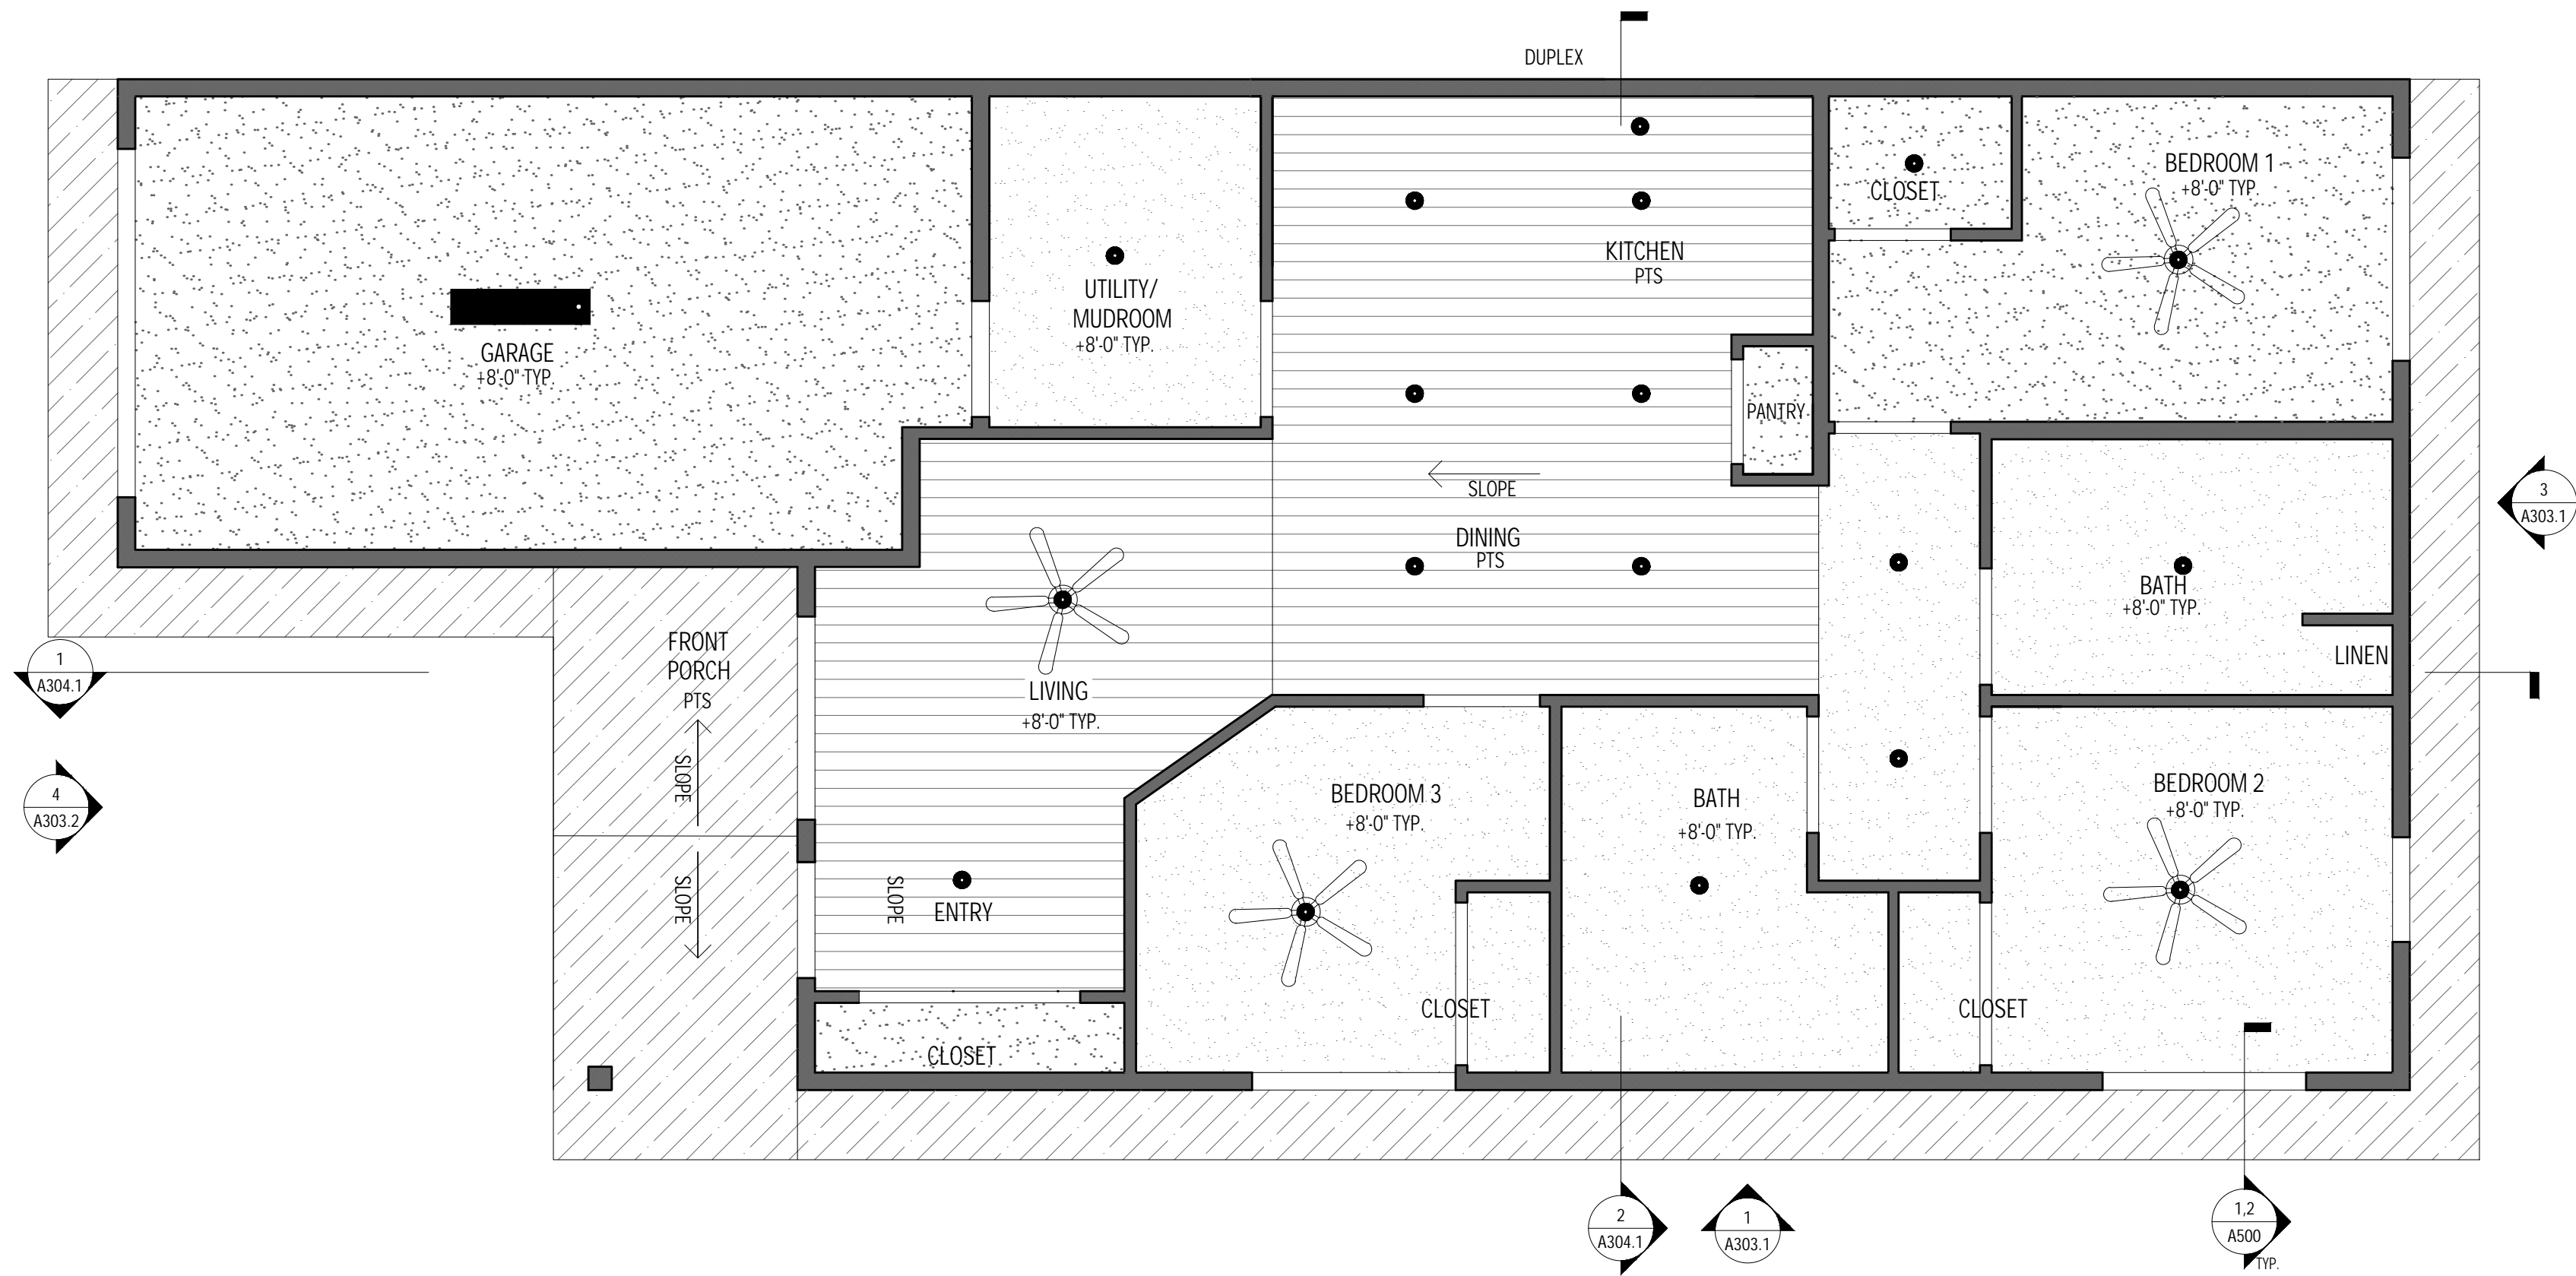 DUPLEX
BEDROOM 1
+8'-0" TYP.
CLOSET
KITCHEN
PTS
UTILITY/
MUDROOM
+8'-0" TYP.
GARAGE
+8'-0" TYP.
PANTRY
SLOPE
3
A303.1
DINING
PTS
BATH
+8'-0" TYP.
LINEN
FRONT
PORCH
PTS
SLOPE
SLOPE
1
A304.1
4
A303.2
LIVING
+8'-0" TYP.
SLOPE
ENTRY
CLOSET
BEDROOM 3
+8'-0" TYP.
CLOSET
BATH
+8'-0" TYP.
BEDROOM 2
+8'-0" TYP.
CLOSET
2
A304.1
1
A303.1
1,2
A500
TYP.